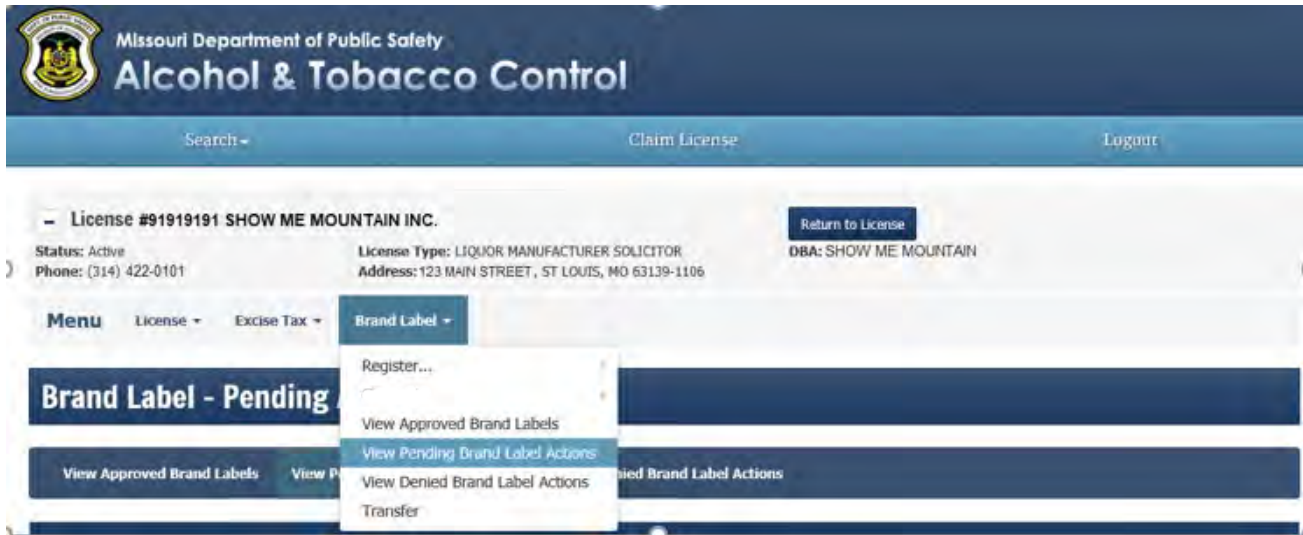 Missouri Department of Public Safety
Alcohol & Tobacco Control
Search
Claim License
Logout
– License #91919191 SHOW ME MOUNTAIN INC.
Return to License
Status: Active
License Type: LIQUOR MANUFACTURER SOLICITOR
DBA: SHOW ME MOUNTAIN
Phone: (314) 422-0101
Address: 123 MAIN STREET, ST LOUIS, MO 63139-1106
Menu License Excise Tax Brand Label
Register...
Brand Label - Pending
View Approved Brand Labels
View Pending Brand Label Actions
View Denied Brand Label Actions
Transfer
View Approved Brand Labels View Brand Label Actions